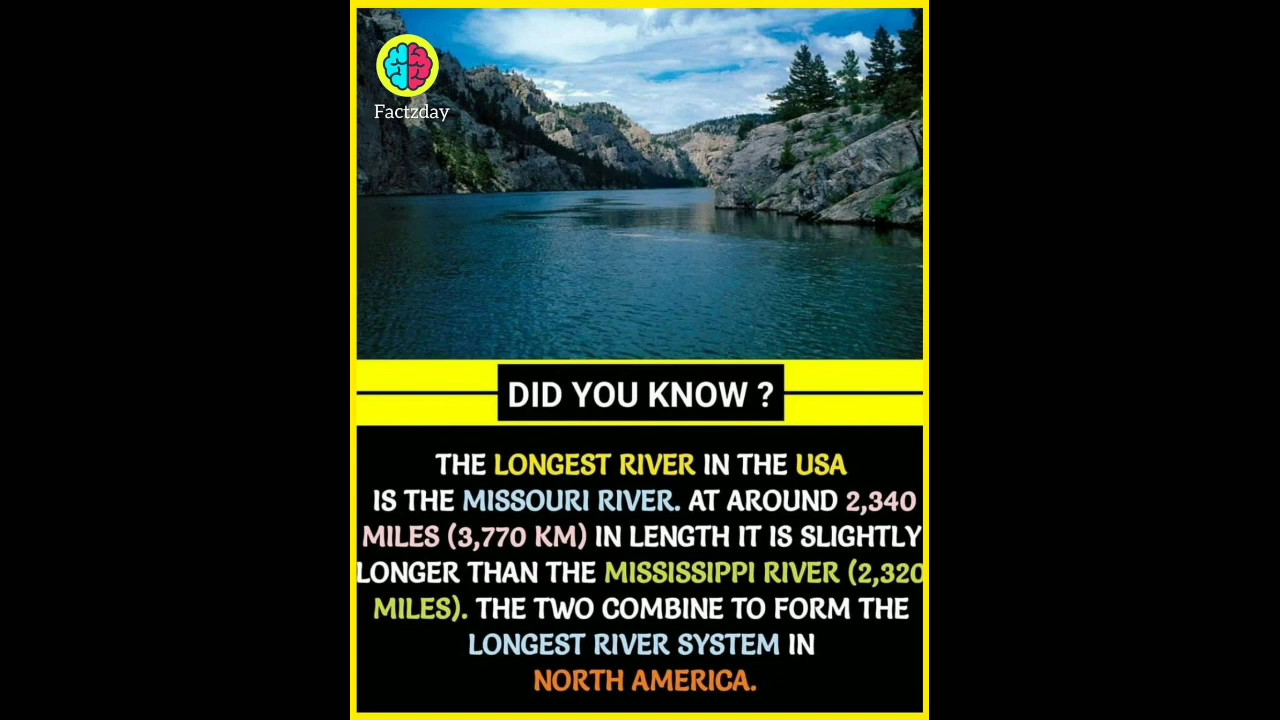 Factzday
DID YOU KNOW ?
THE LONGEST RIVER IN THE USA
IS THE MISSOURI RIVER. AT AROUND 2,340
MILES (3,770 KM) IN LENGTH IT IS SLIGHTLY
LONGER THAN THE MISSISSIPPI RIVER (2,320
MILES). THE TWO COMBINE TO FORM THE
LONGEST RIVER SYSTEM IN
NORTH AMERICA.